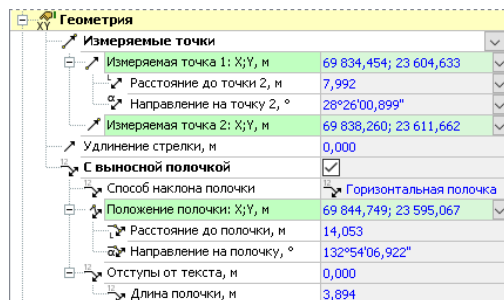 Геометрия
Измеряемые точки
Измеряемая точка 1: X;Y, м 69 834,454; 23 604,633
Расстояние до точки 2, м 7,992
Направление на точку 2, ° 28°26'00,899"
Измеряемая точка 2: X;Y, м 69 838,260; 23 611,662
Удлинение стрелки, м 0,000
С выносной полочкой
Способ наклона полочки Горизонтальная полочка
Положение полочки: X;Y, м 69 844,749; 23 595,067
Расстояние до полочки, м 14,053
Направление на полочку, ° 132°54'06,922"
Отступы от текста, м 0,000
Длина полочки, м 3,894